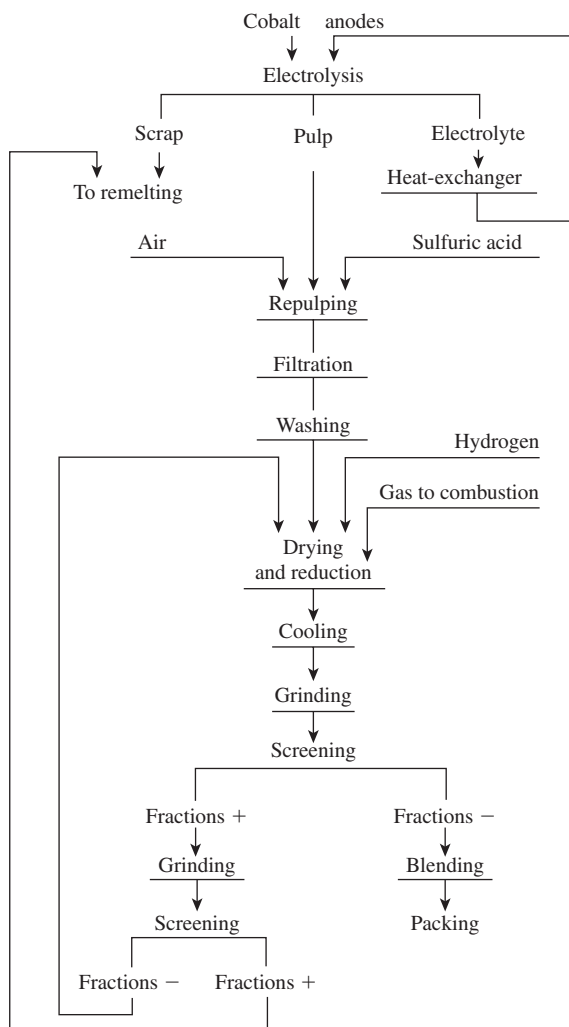 Cobalt anodes
Electrolysis
Scrap
Pulp
Electrolyte
To remelting
Heat-exchanger
Air
Sulfuric acid
Repulping
Filtration
Washing
Hydrogen
Gas to combustion
Drying
and reduction
Cooling
Grinding
Screening
Fractions +
Fractions −
Grinding
Blending
Screening
Packing
Fractions −
Fractions +